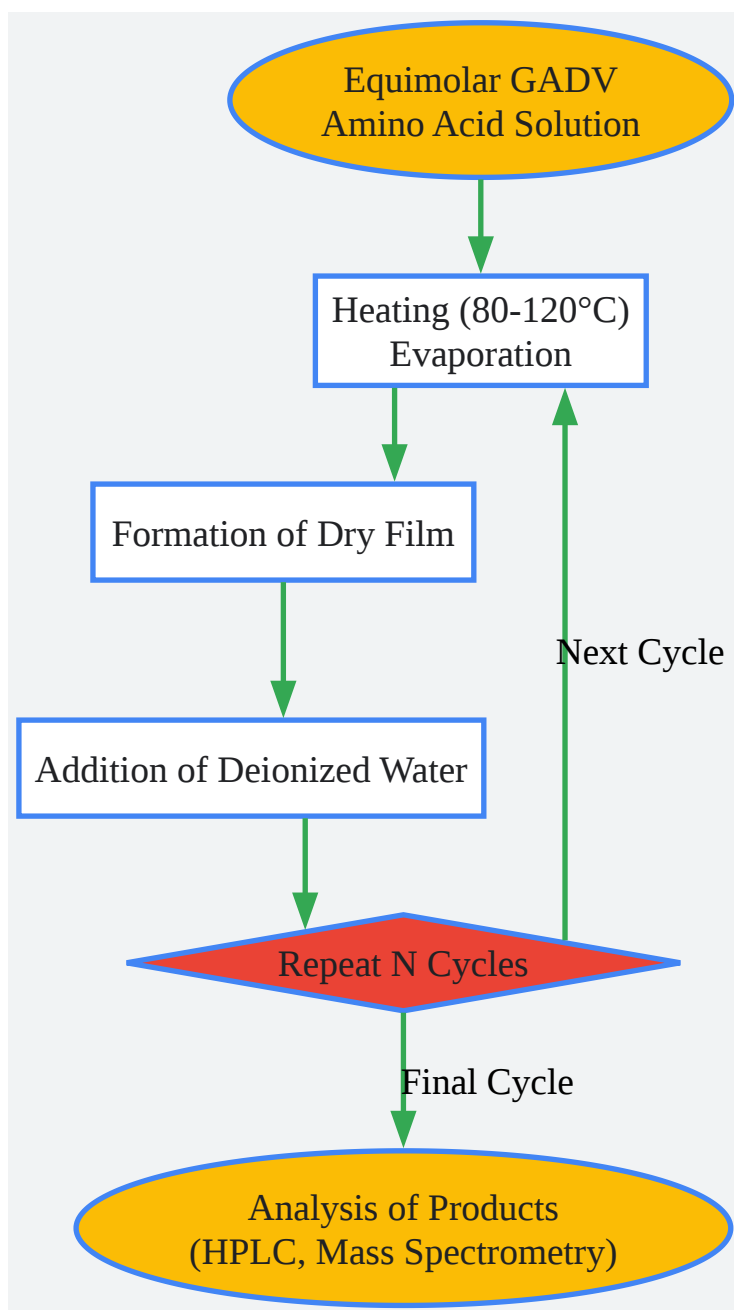 Equimolar GADV
Amino Acid Solution
Heating (80-120°C)
Evaporation
Formation of Dry Film
Next Cycle
Addition of Deionized Water
Repeat N Cycles
Final Cycle
Analysis of Products
(HPLC, Mass Spectrometry)